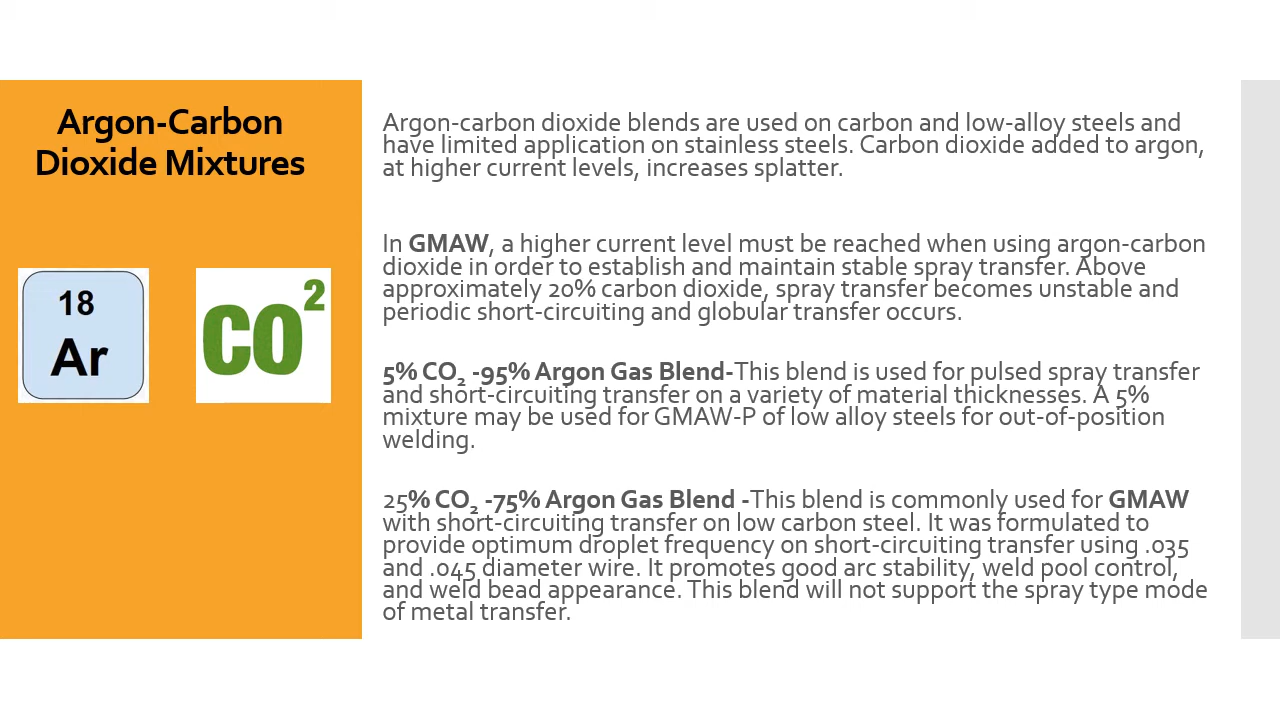 Argon-Carbon
Dioxide Mixtures
18
Ar
CO²
Argon-carbon dioxide blends are used on carbon and low-alloy steels and
have limited application on stainless steels. Carbon dioxide added to argon,
at higher current levels, increases splatter.
In GMAW, a higher current level must be reached when using argon-carbon
dioxide in order to establish and maintain stable spray transfer. Above
approximately 20% carbon dioxide, spray transfer becomes unstable and
periodic short-circuiting and globular transfer occurs.
5% CO₂ -95% Argon Gas Blend-This blend is used for pulsed spray transfer
and short-circuiting transfer on a variety of material thicknesses. A 5%
mixture may be used for GMAW-P of low alloy steels for out-of-position
welding.
25% CO₂ -75% Argon Gas Blend -This blend is commonly used for GMAW
with short-circuiting transfer on low carbon steel. It was formulated to
provide optimum droplet frequency on short-circuiting transfer using .035
and .045 diameter wire. It promotes good arc stability, weld pool control,
and weld bead appearance. This blend will not support the spray type mode
of metal transfer.